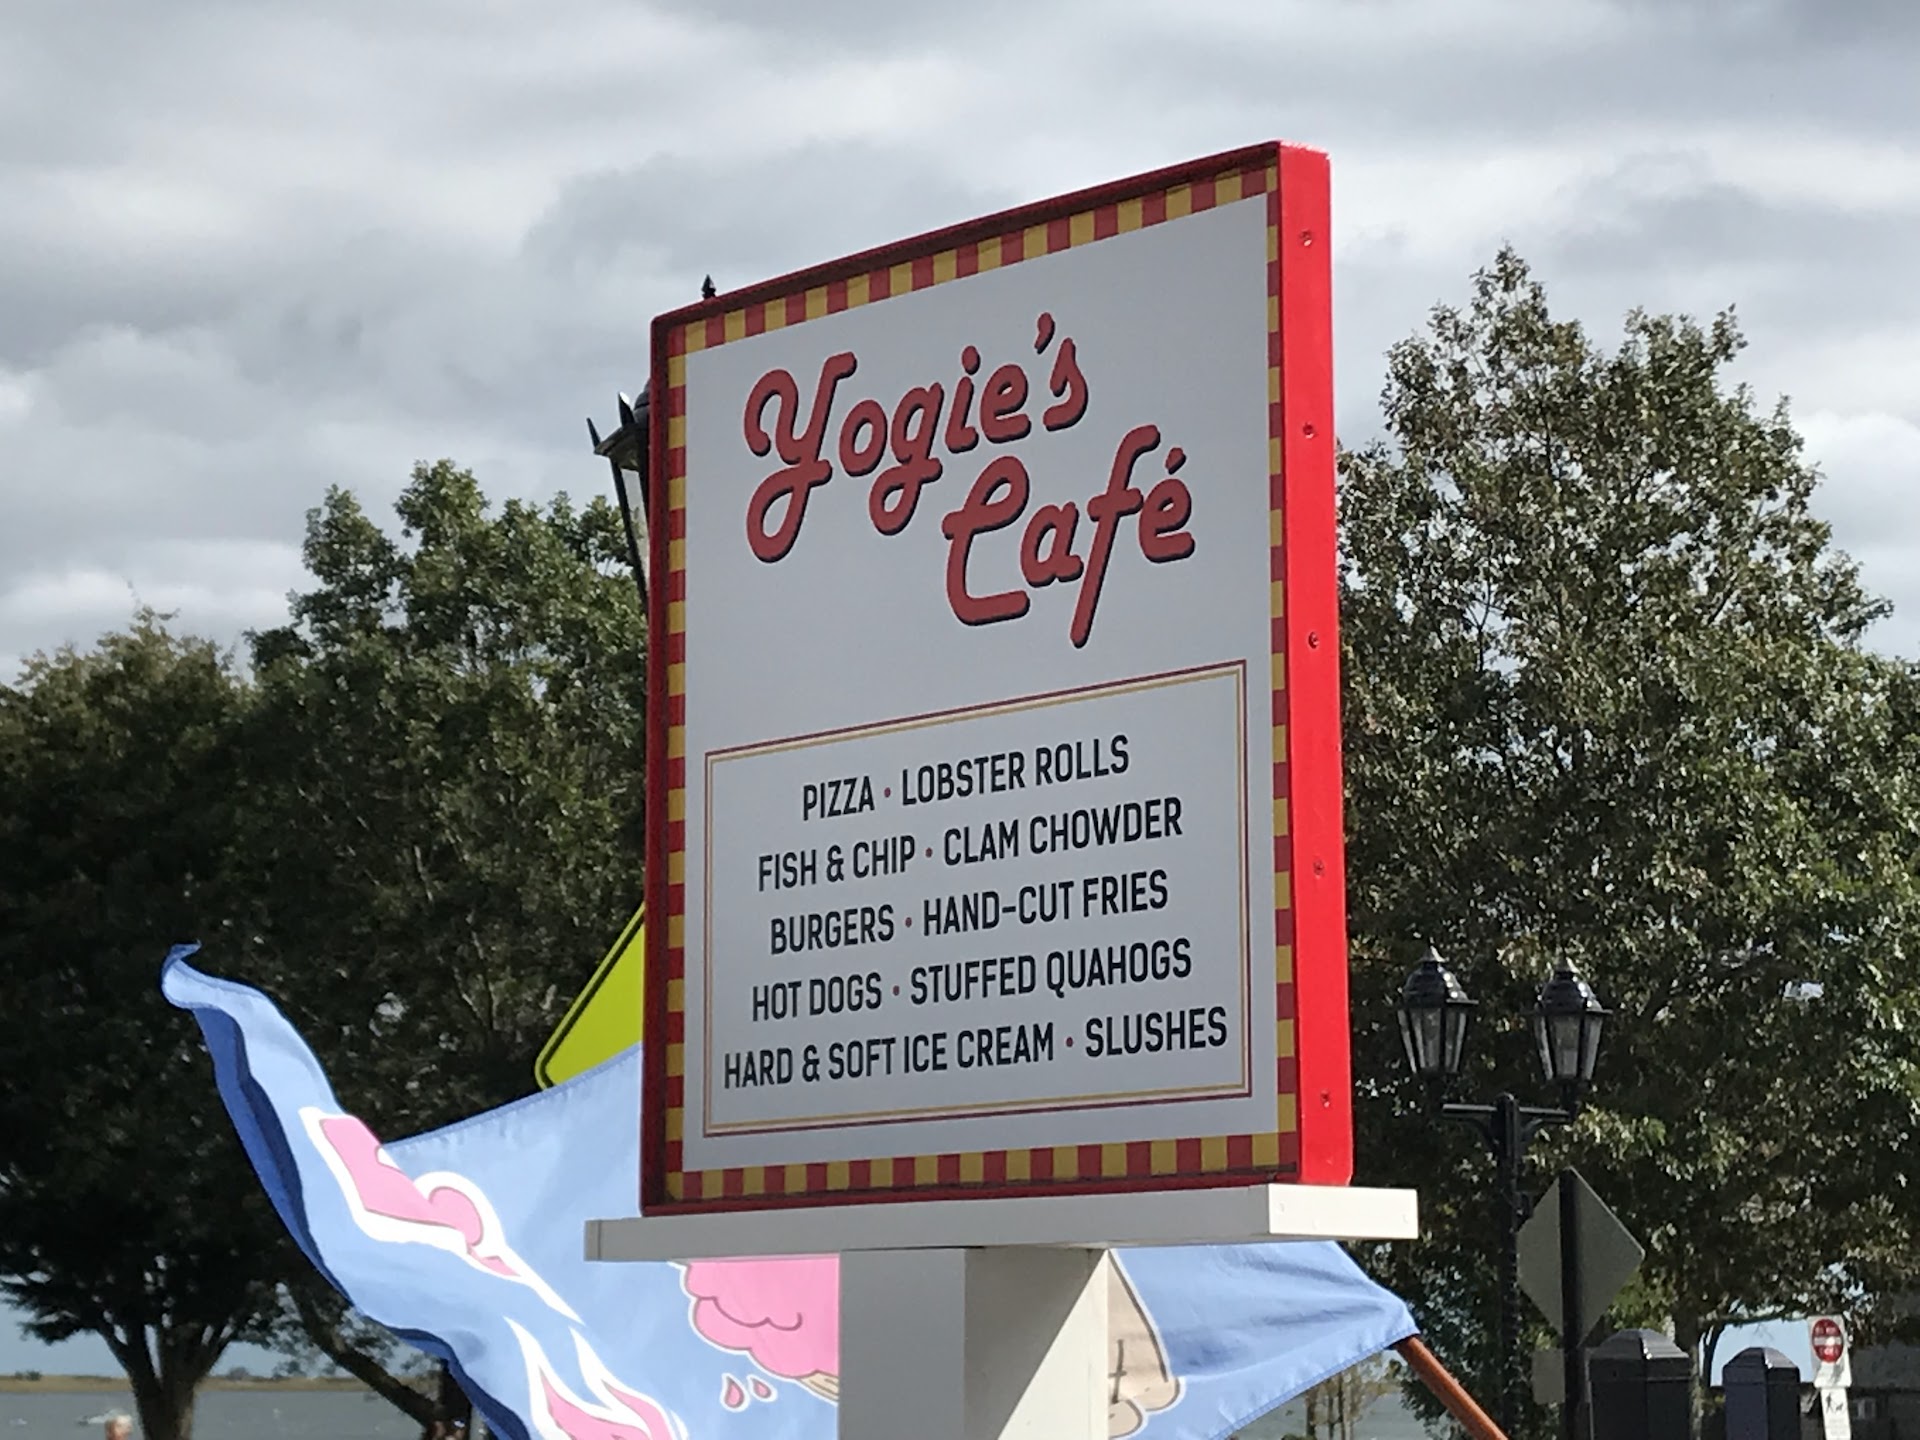 Yogie's
Café
PIZZA • LOBSTER ROLLS
FISH & CHIP • CLAM CHOWDER
BURGERS • HAND-CUT FRIES
HOT DOGS • STUFFED QUAHOGS
HARD & SOFT ICE CREAM • SLUSHES